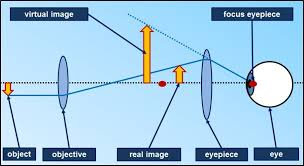 virtual image
focus eyepiece
object
objective
real image
eyepiece
eye